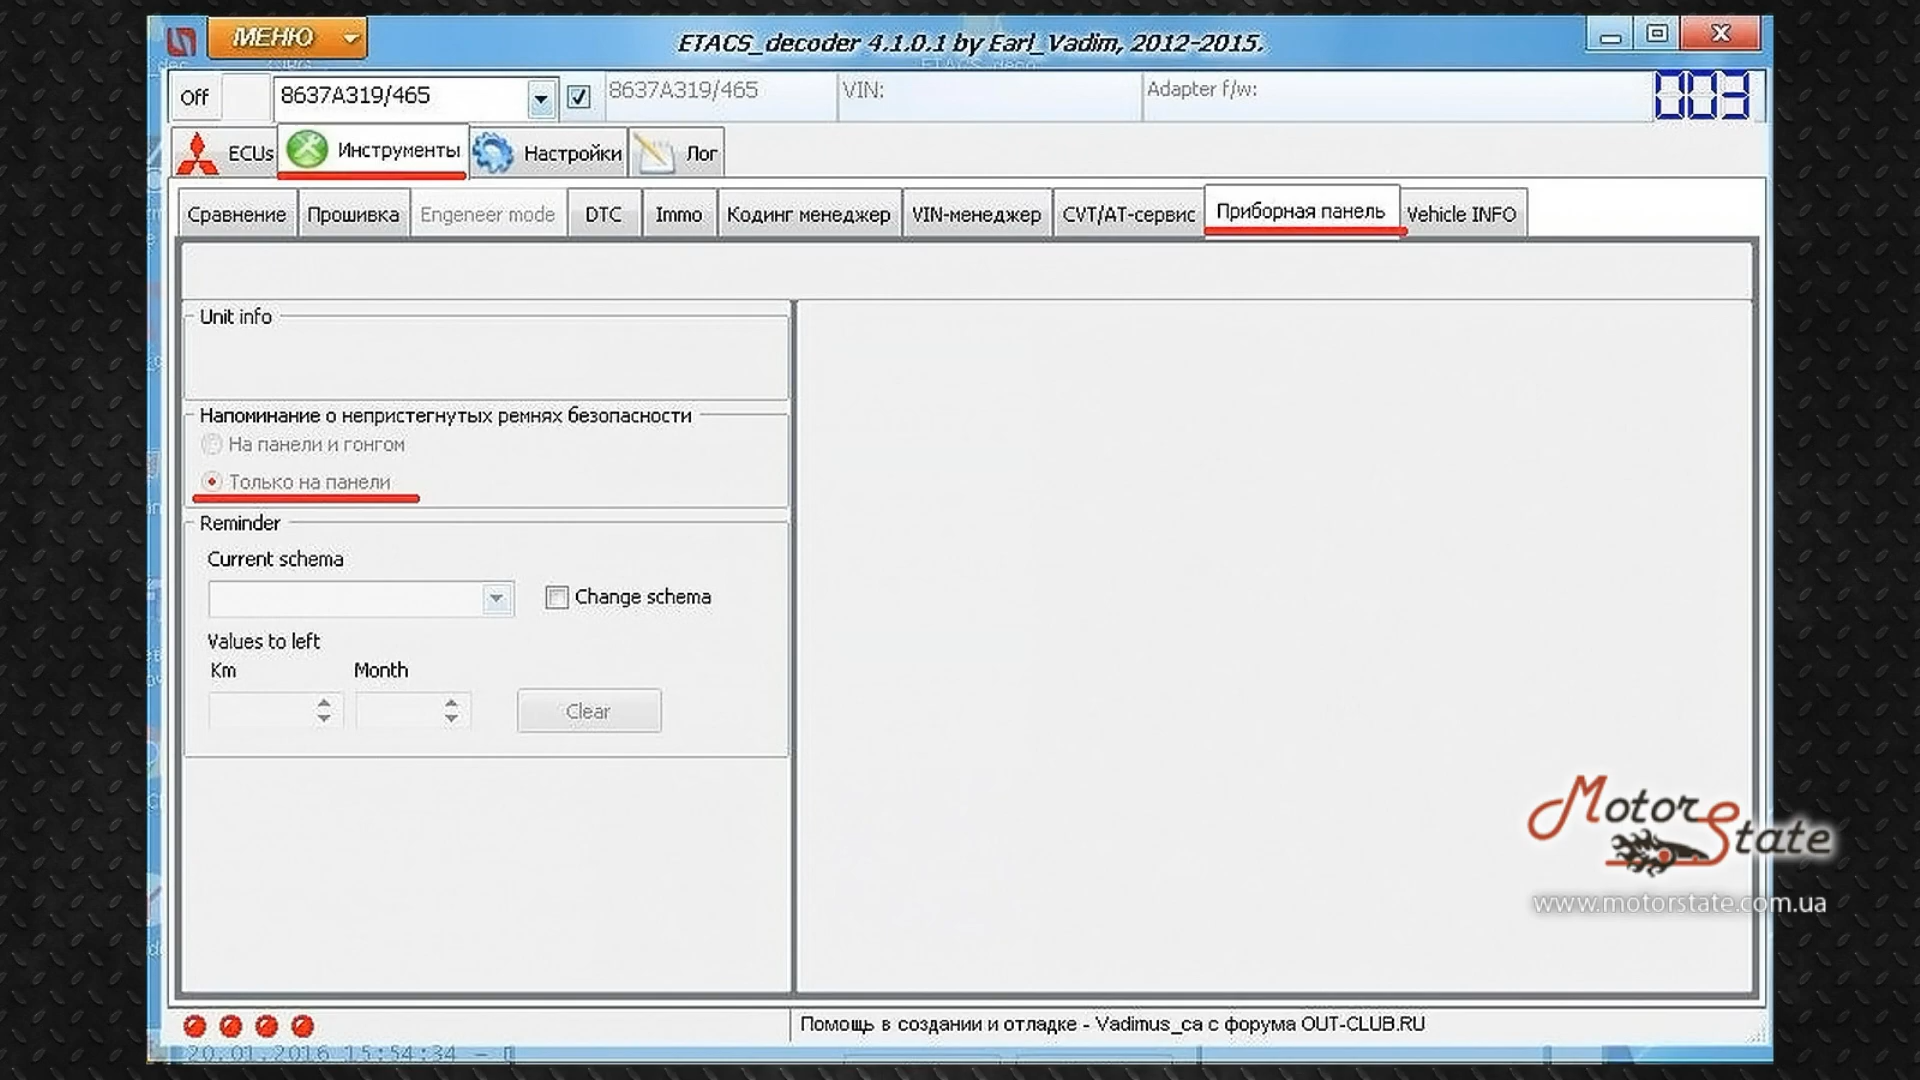 МЕНЮ
ETACS_decoder 4.1.0.1 by Earl_Vadim, 2012-2015.
Off
8637A319/465
8637A319/465
VIN:
Adapter f/w:
003
ECUs
Инструменты
Настройки
Лог
Сравнение
Прошивка
Engeneer mode
DTC
Immo
Кодинг менеджер
VIN-менеджер
CVT/AT-сервис
Приборная панель
Vehicle INFO
Unit info
Напоминание о непристегнутых ремнях безопасности
На панели и гонгом
Только на панели
Reminder
Current schema
Change schema
Values to left
Km Month
Clear
Motor State
www.motorstate.com.ua
Помощь в создании и отладке - Vadimus_ca с форума OUT-CLUB.RU
20.01.2016 15:54:34 -